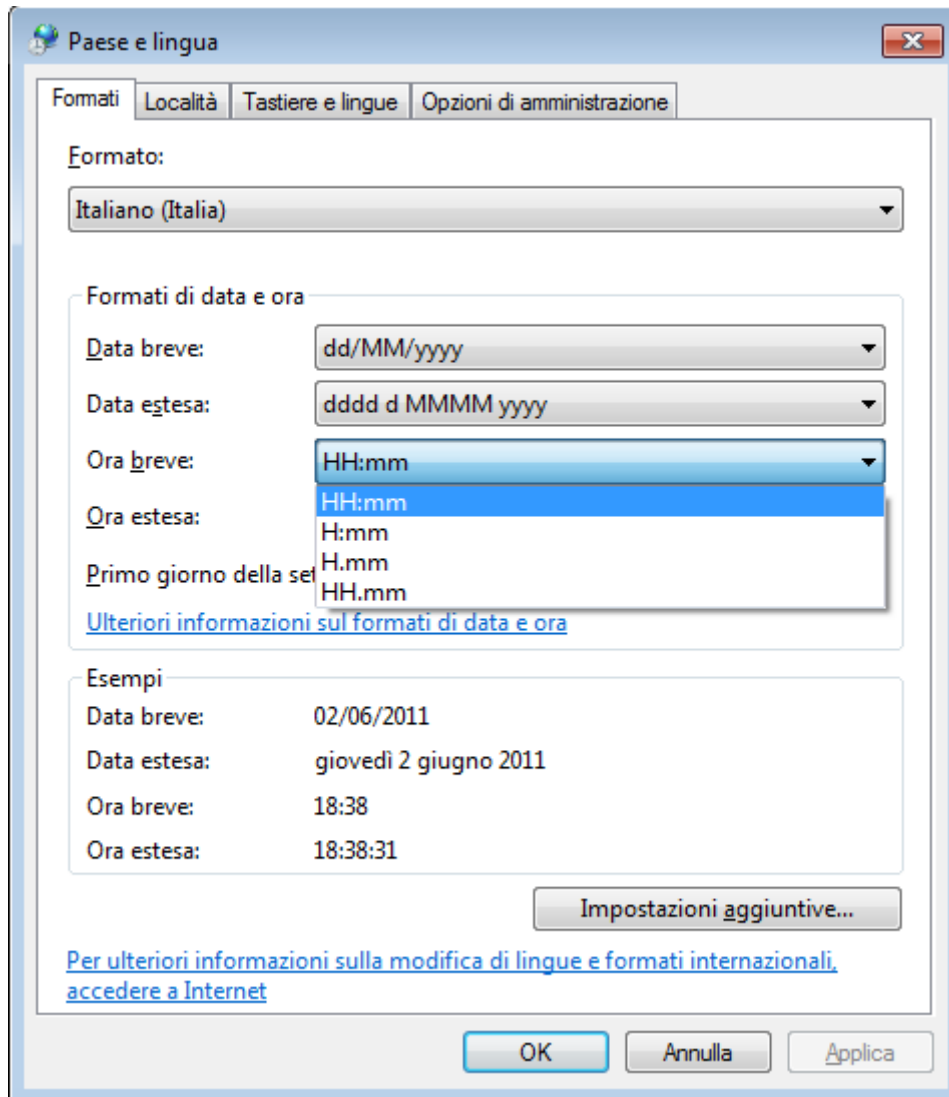 Paese e lingua
Formati Località Tastiere e lingue Opzioni di amministrazione
Formato:
Italiano (Italia)
Formati di data e ora
Data breve: dd/MM/yyyy
Data estesa: dddd d MMMM yyyy
Ora breve: HH:mm
HH:mm
Ora estesa:
H:mm
H.mm
Primo giorno della set
HH.mm
Ulteriori informazioni sul formati di data e ora
Esempi
Data breve: 02/06/2011
Data estesa: giovedì 2 giugno 2011
Ora breve: 18:38
Ora estesa: 18:38:31
Impostazioni aggiuntive...
Per ulteriori informazioni sulla modifica di lingue e formati internazionali,
accedere a Internet
OK Annulla Applica